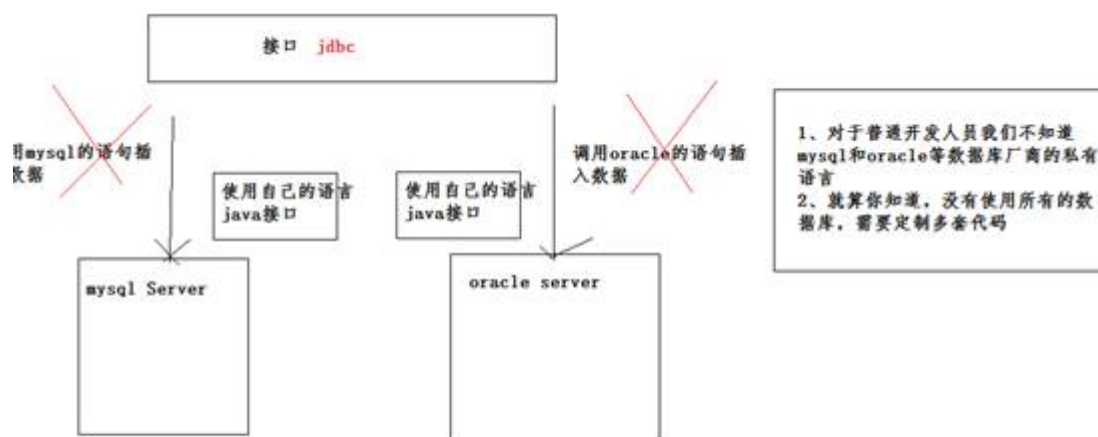 接口 jdbc
用mysql的语句插
数据
使用自己的语言
java接口
使用自己的语言
java接口
调用oracle的语句插
入数据
mysql Server
oracle server
1、对于普通开发人员我们不知道
mysql和oracle等数据库厂商的私有
语言
2、就算你知道，没有使用所有的数
据库，需要定制多套代码